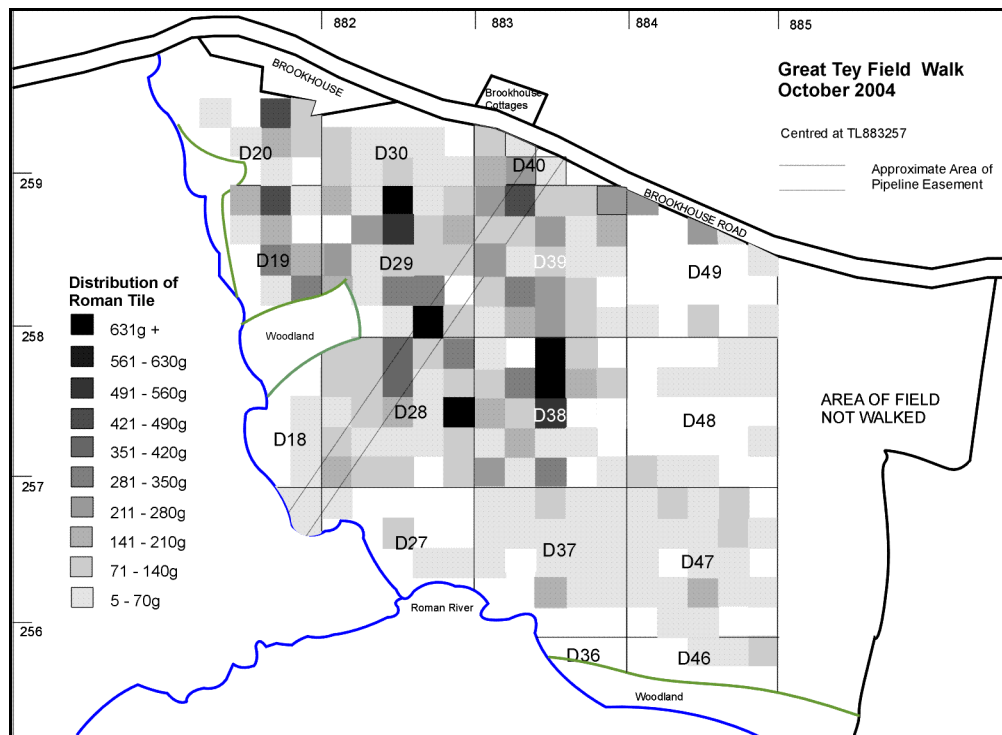 882
883
884
885
Great Tey Field Walk
October 2004
Centred at TL883257
Approximate Area of
Pipeline Easement
BROOKHOUSE
Brookhouse
Cottages
BROOKHOUSE ROAD
259
258
257
256
D20
D30
D40
D19
D29
D39
D49
Woodland
D18
D28
D38
D48
AREA OF FIELD
NOT WALKED
D27
D37
D47
Roman River
D36
D46
Woodland
Distribution of
Roman Tile
631g +
561 - 630g
491 - 560g
421 - 490g
351 - 420g
281 - 350g
211 - 280g
141 - 210g
71 - 140g
5 - 70g